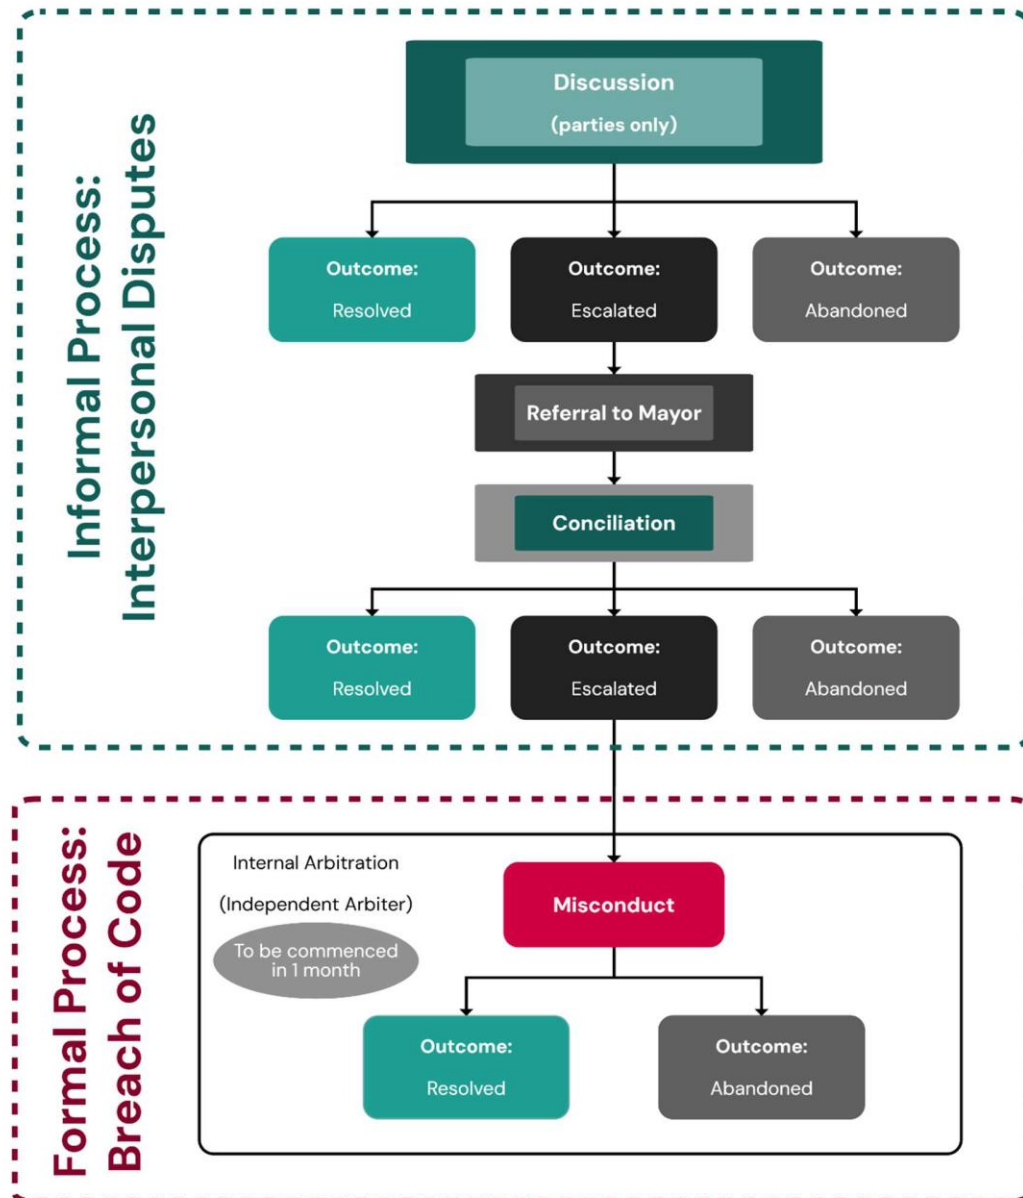 Informal Process:
Interpersonal Disputes
Discussion
(parties only)
Outcome:
Resolved
Outcome:
Escalated
Outcome:
Abandoned
Referral to Mayor
Conciliation
Outcome:
Resolved
Outcome:
Escalated
Outcome:
Abandoned
Formal Process:
Breach of Code
Internal Arbitration
(Independent Arbiter)
To be commenced
in 1 month
Misconduct
Outcome:
Resolved
Outcome:
Abandoned